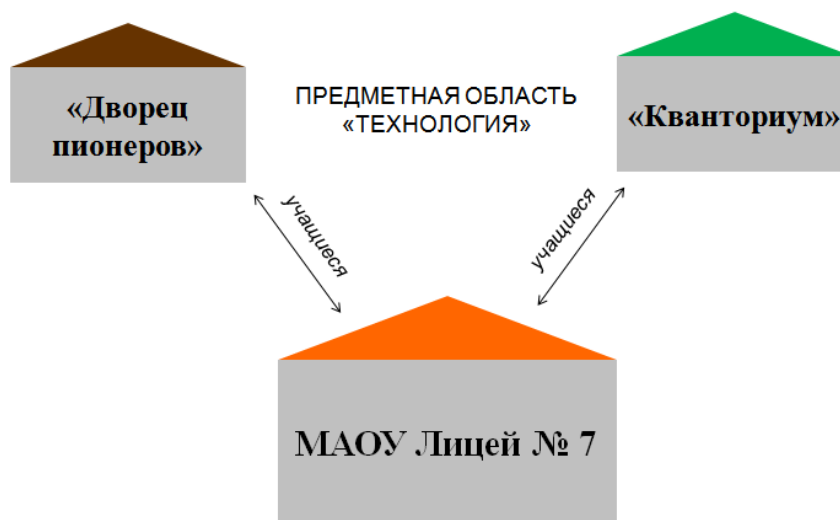 «Дворец
пионеров»
ПРЕДМЕТНАЯ ОБЛАСТЬ
«ТЕХНОЛОГИЯ»
«Кванториум»
учащиеся
учащиеся
МАОУ Лицей № 7